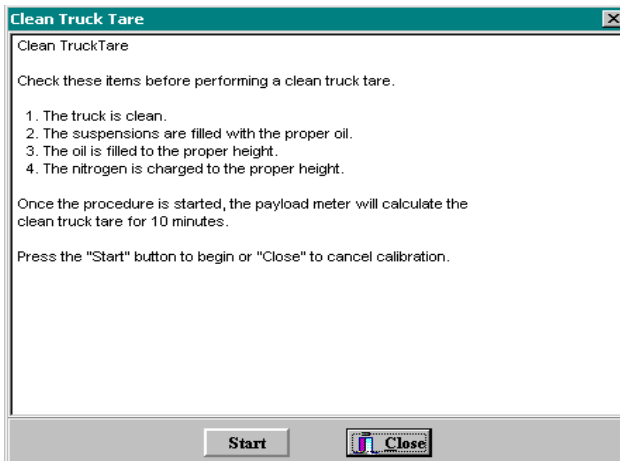 Clean Truck Tare
Clean TruckTare
Check these items before performing a clean truck tare.
1. The truck is clean.
2. The suspensions are filled with the proper oil.
3. The oil is filled to the proper height.
4. The nitrogen is charged to the proper height.
Once the procedure is started, the payload meter will calculate the
clean truck tare for 10 minutes.
Press the "Start" button to begin or "Close" to cancel calibration.
Start Close